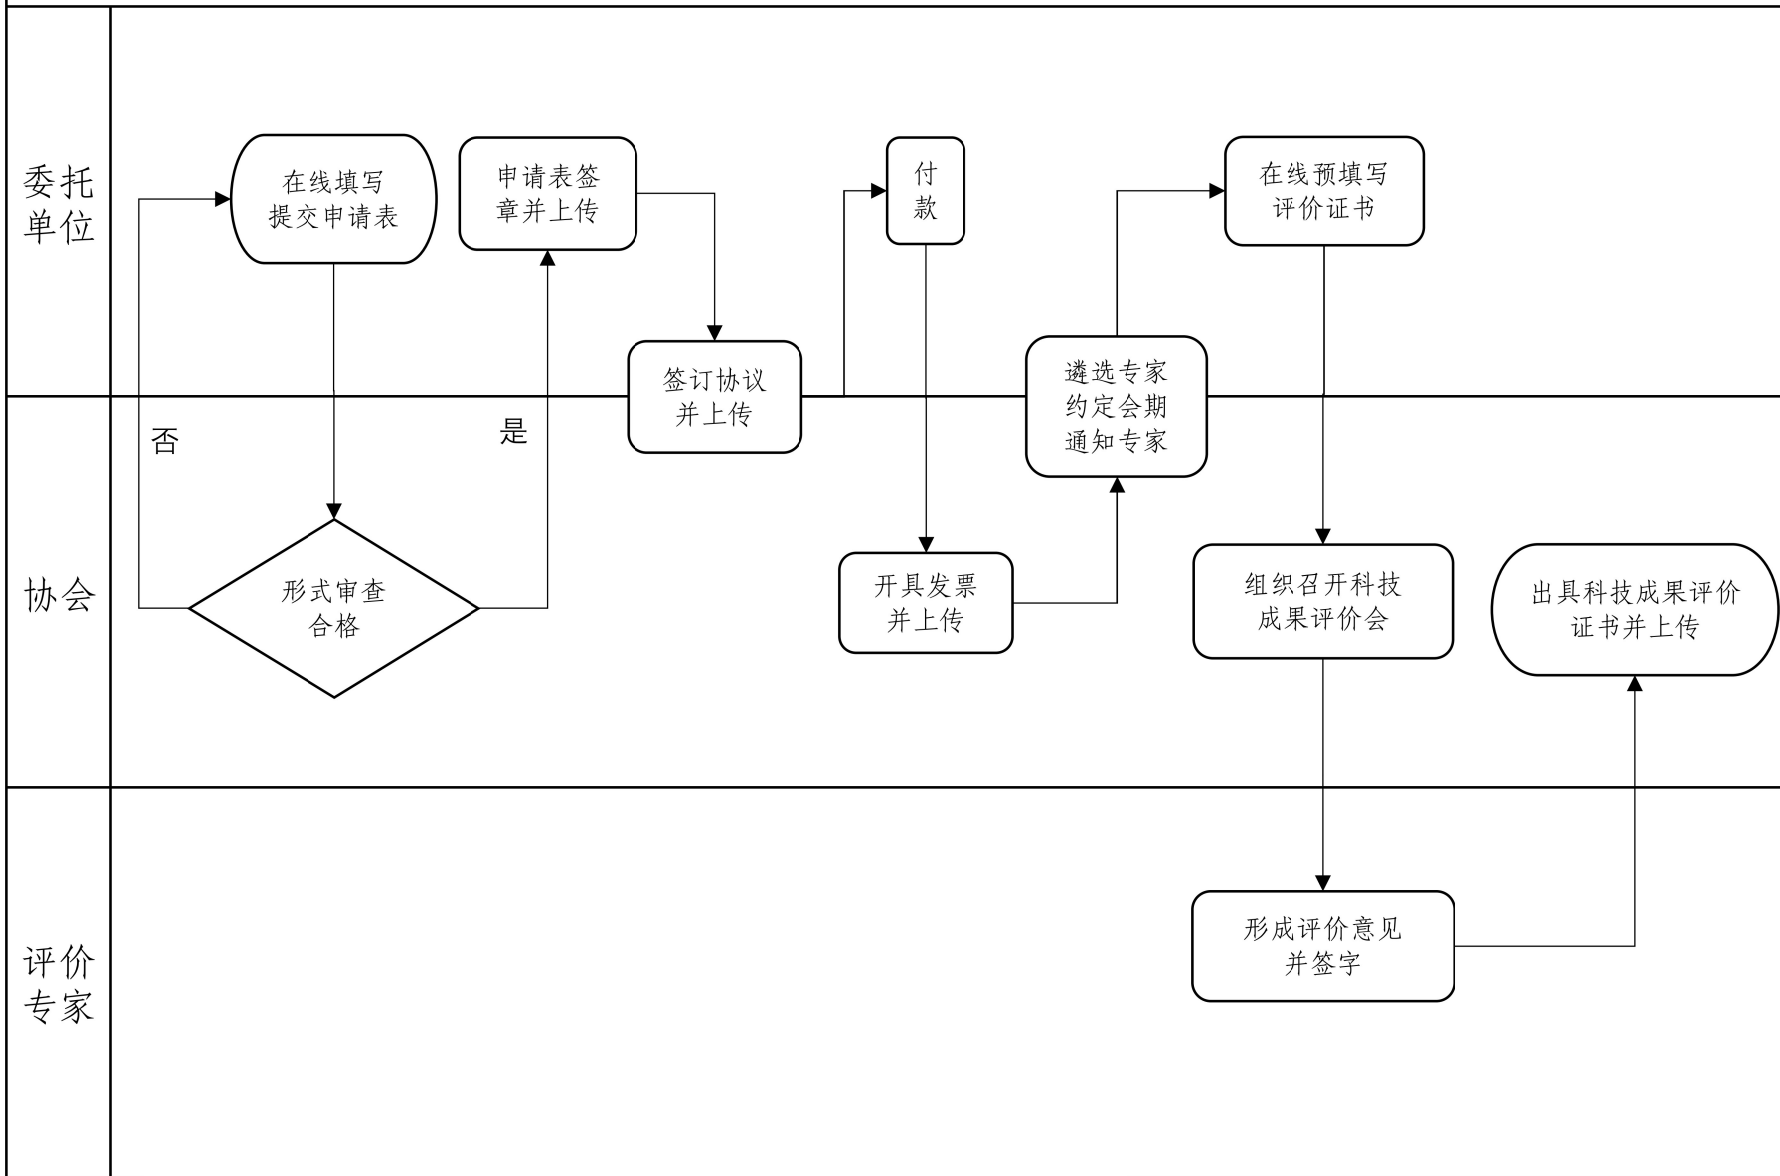 委托
单位
在线填写
提交申请表
申请表签
章并上传
签订协议
并上传
付
款
遴选专家
约定会期
通知专家
在线预填写
评价证书
否
是
协会
形式审查
合格
开具发票
并上传
组织召开科技
成果评价会
出具科技成果评价
证书并上传
评价
专家
形成评价意见
并签字